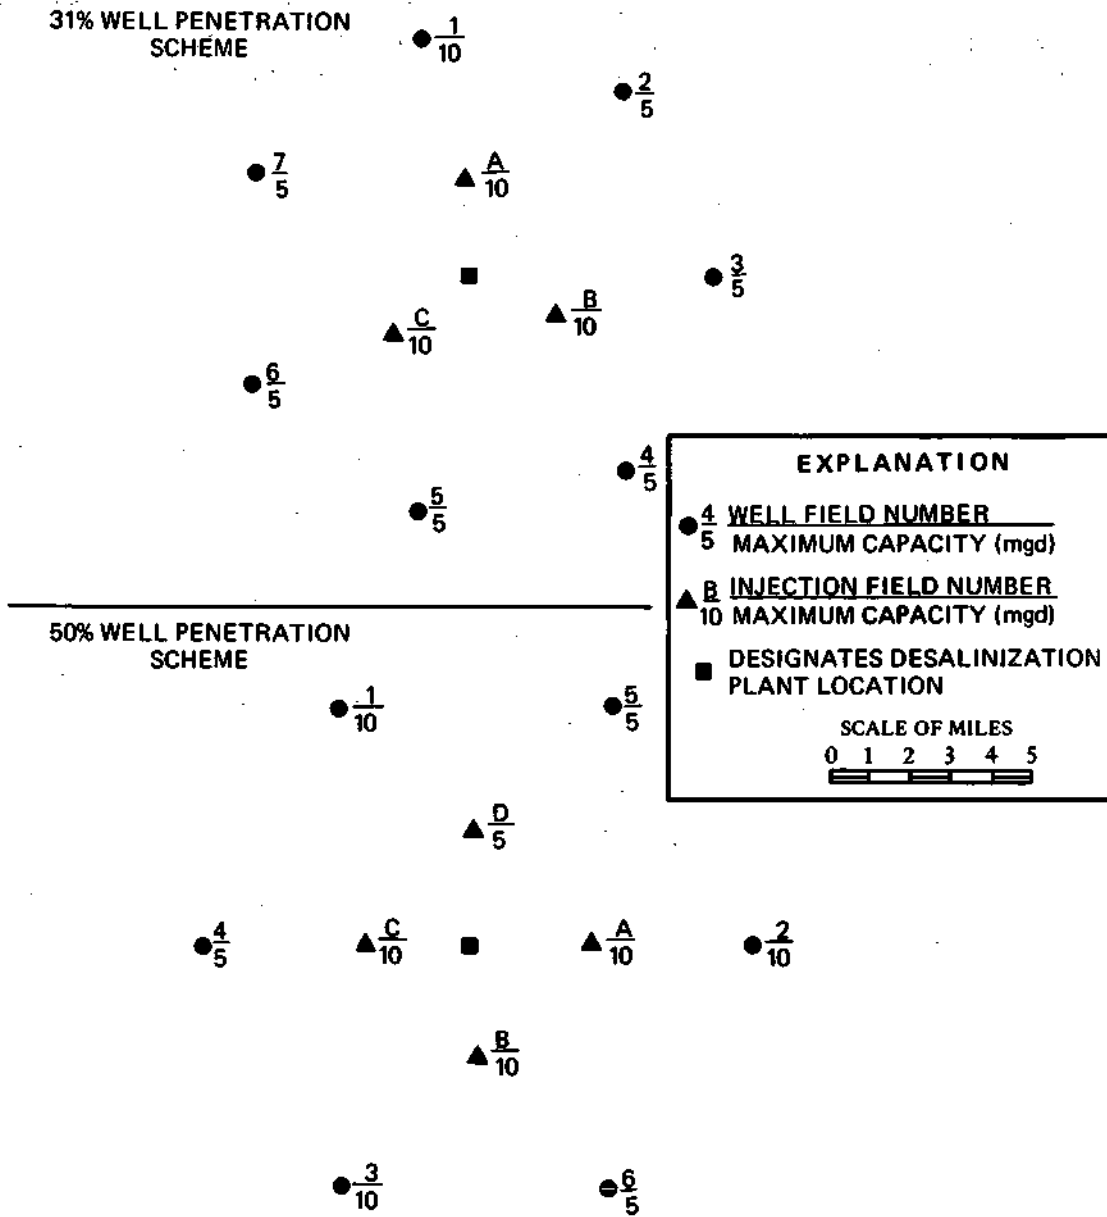 31% WELL PENETRATION
SCHEME
1
10
2
5
7
5
A
10
3
5
B
10
C
10
6
5
4
5
5
5
EXPLANATION
4 WELL FIELD NUMBER
5 MAXIMUM CAPACITY (mgd)
B INJECTION FIELD NUMBER
10 MAXIMUM CAPACITY (mgd)
DESIGNATES DESALINIZATION
PLANT LOCATION
SCALE OF MILES
0 1 2 3 4 5
50% WELL PENETRATION
SCHEME
1
10
5
5
D
5
4
5
C
10
A
10
2
10
B
10
3
10
6
5